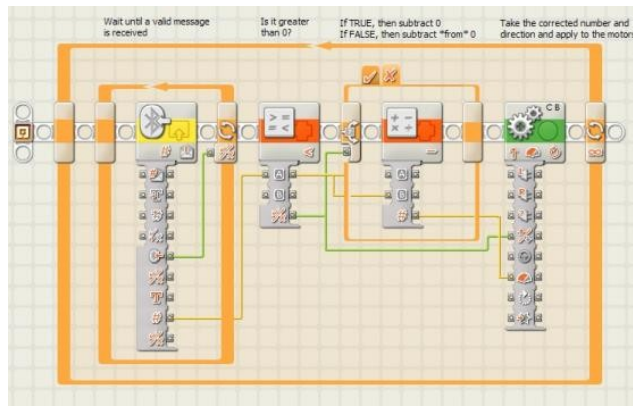 Wait until a valid message
is received
Is it greater
than 0?
If TRUE, then subtract 0
If FALSE, then subtract *from* 0
Take the corrected number and
direction and apply to the motors
C B
A
B
A
B